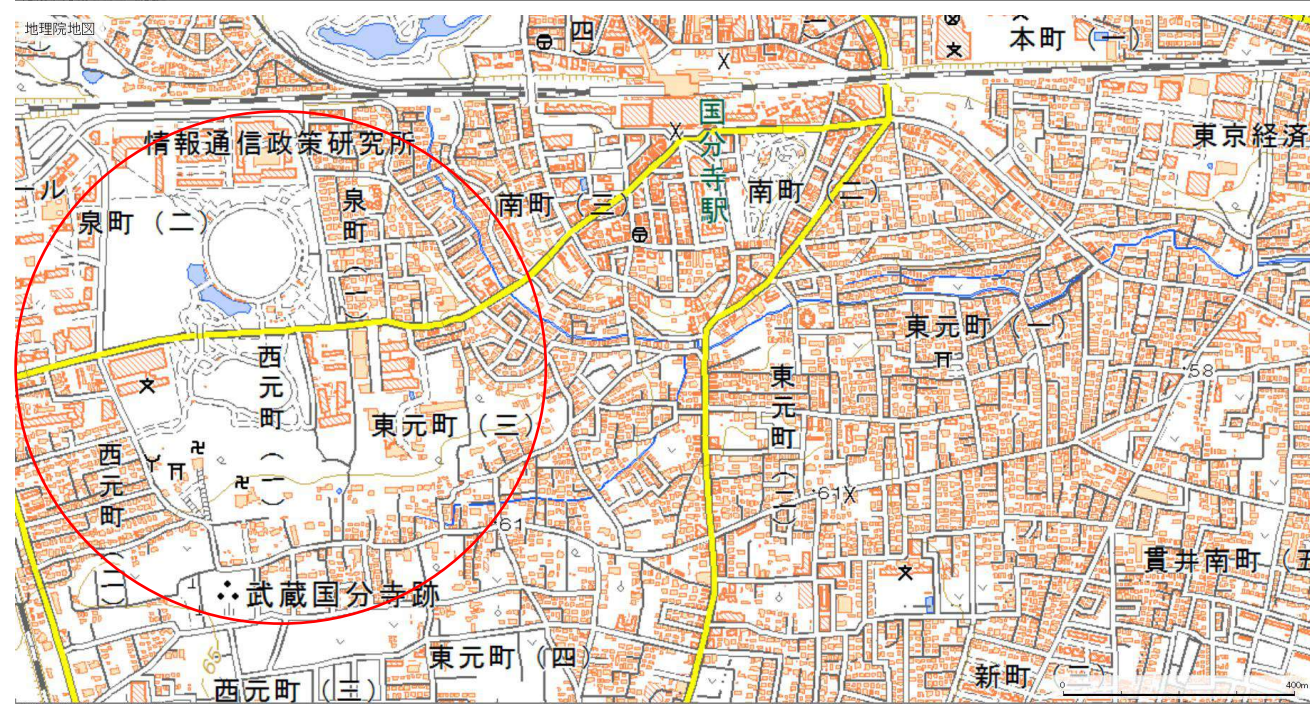 地理院地図
四
本町（一）
情報通信政策研究所
国分寺駅
東京経済
ール
泉町（二）
泉町（一）
南町（三）
南町（二）
東元町（一）
西元町（一）
東元町（二）
東元町（三）
58
西元町（二）
61
61
武蔵国分寺跡
貫井南町（五
東元町（四）
65
西元町（三）
新町（二）
0
400m